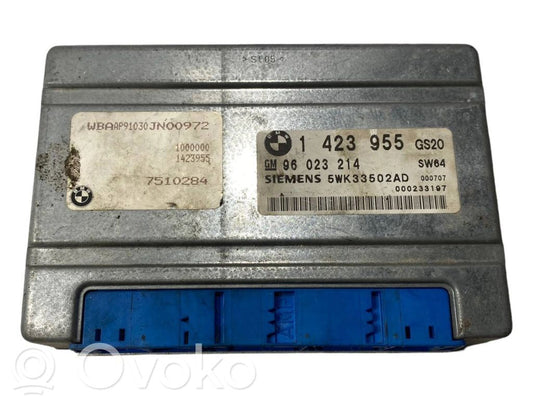 WBAAP91030JN00972
1000000
1423955
7510284
1 423 955 GS20
GM 96 023 214 SW64
SIEMENS 5WK33502AD 000707
000233197
Ovoko